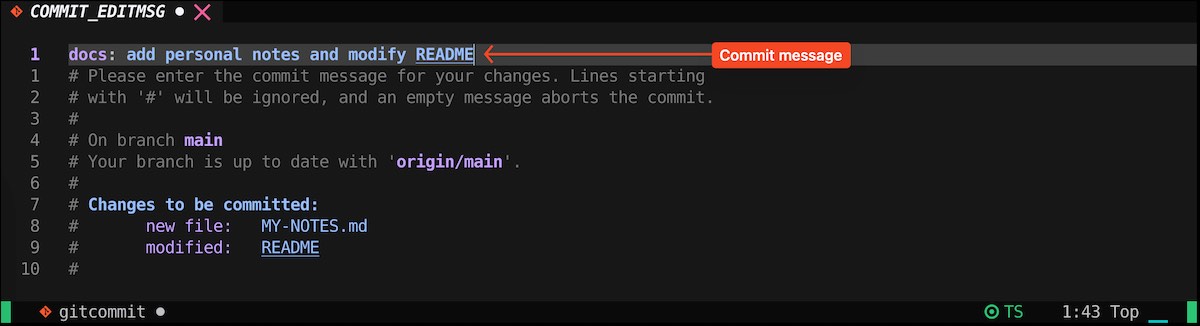 COMMIT_EDITMSG
1 docs: add personal notes and modify README
Commit message
1 # Please enter the commit message for your changes. Lines starting
2 # with '#' will be ignored, and an empty message aborts the commit.
3 #
4 # On branch main
5 # Your branch is up to date with 'origin/main'.
6 #
7 # Changes to be committed:
8 # new file: MY-NOTES.md
9 # modified: README
10 #
gitcommit TS 1:43 Top